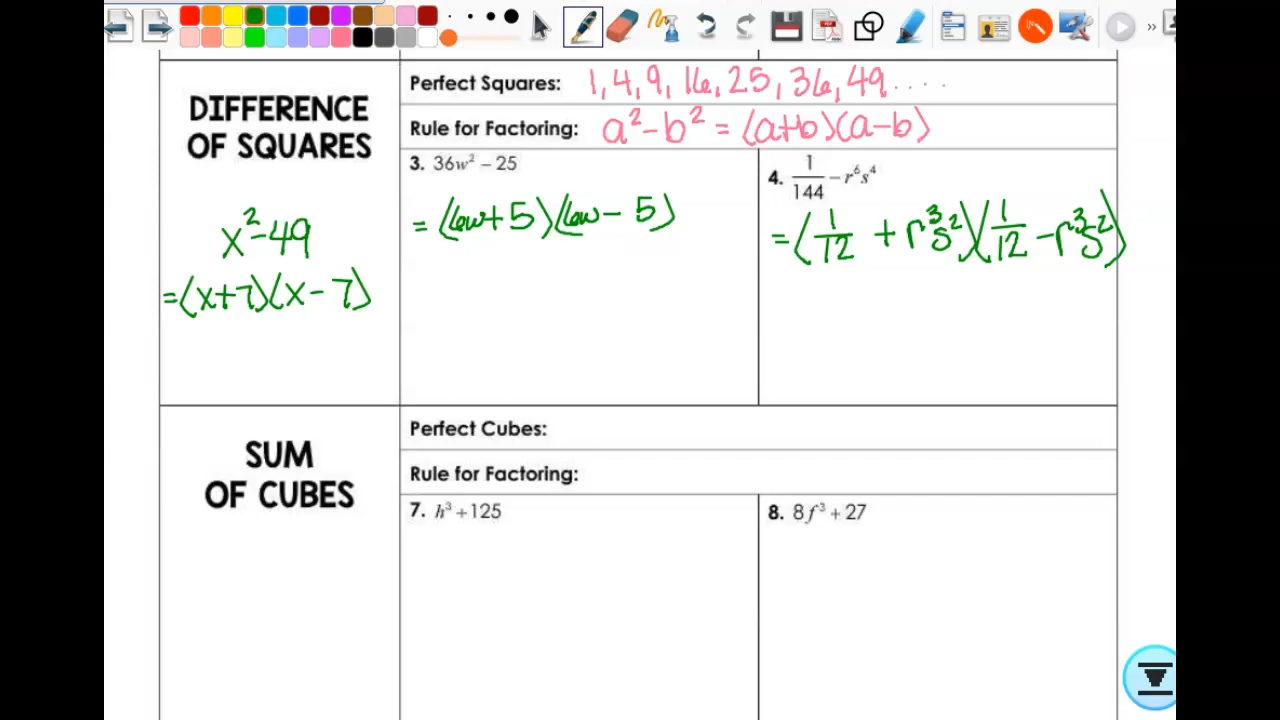 DIFFERENCE
OF SQUARES
x² - 49
= (x+7)(x-7)
Perfect Squares: 1, 4, 9, 16, 25, 36, 49 . . . .
Rule for Factoring: a² - b² = (a+b)(a-b)
3. 36w² - 25
= (6w+5)(6w-5)
4. 1/144 - r⁶s⁴
= (1/12 + r³s²)(1/12 - r³s²)
SUM
OF CUBES
Perfect Cubes:
Rule for Factoring:
7. h³ + 125
8. 8f³ + 27